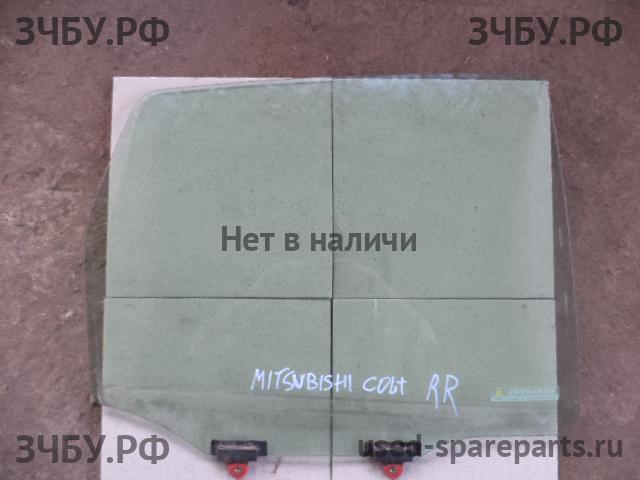 ЗЧБУ.РФ ЗЧБУ.РФ
Нет в наличи
MITSUBISHI COLT RR
ЗЧБУ.РФ used-spareparts.ru